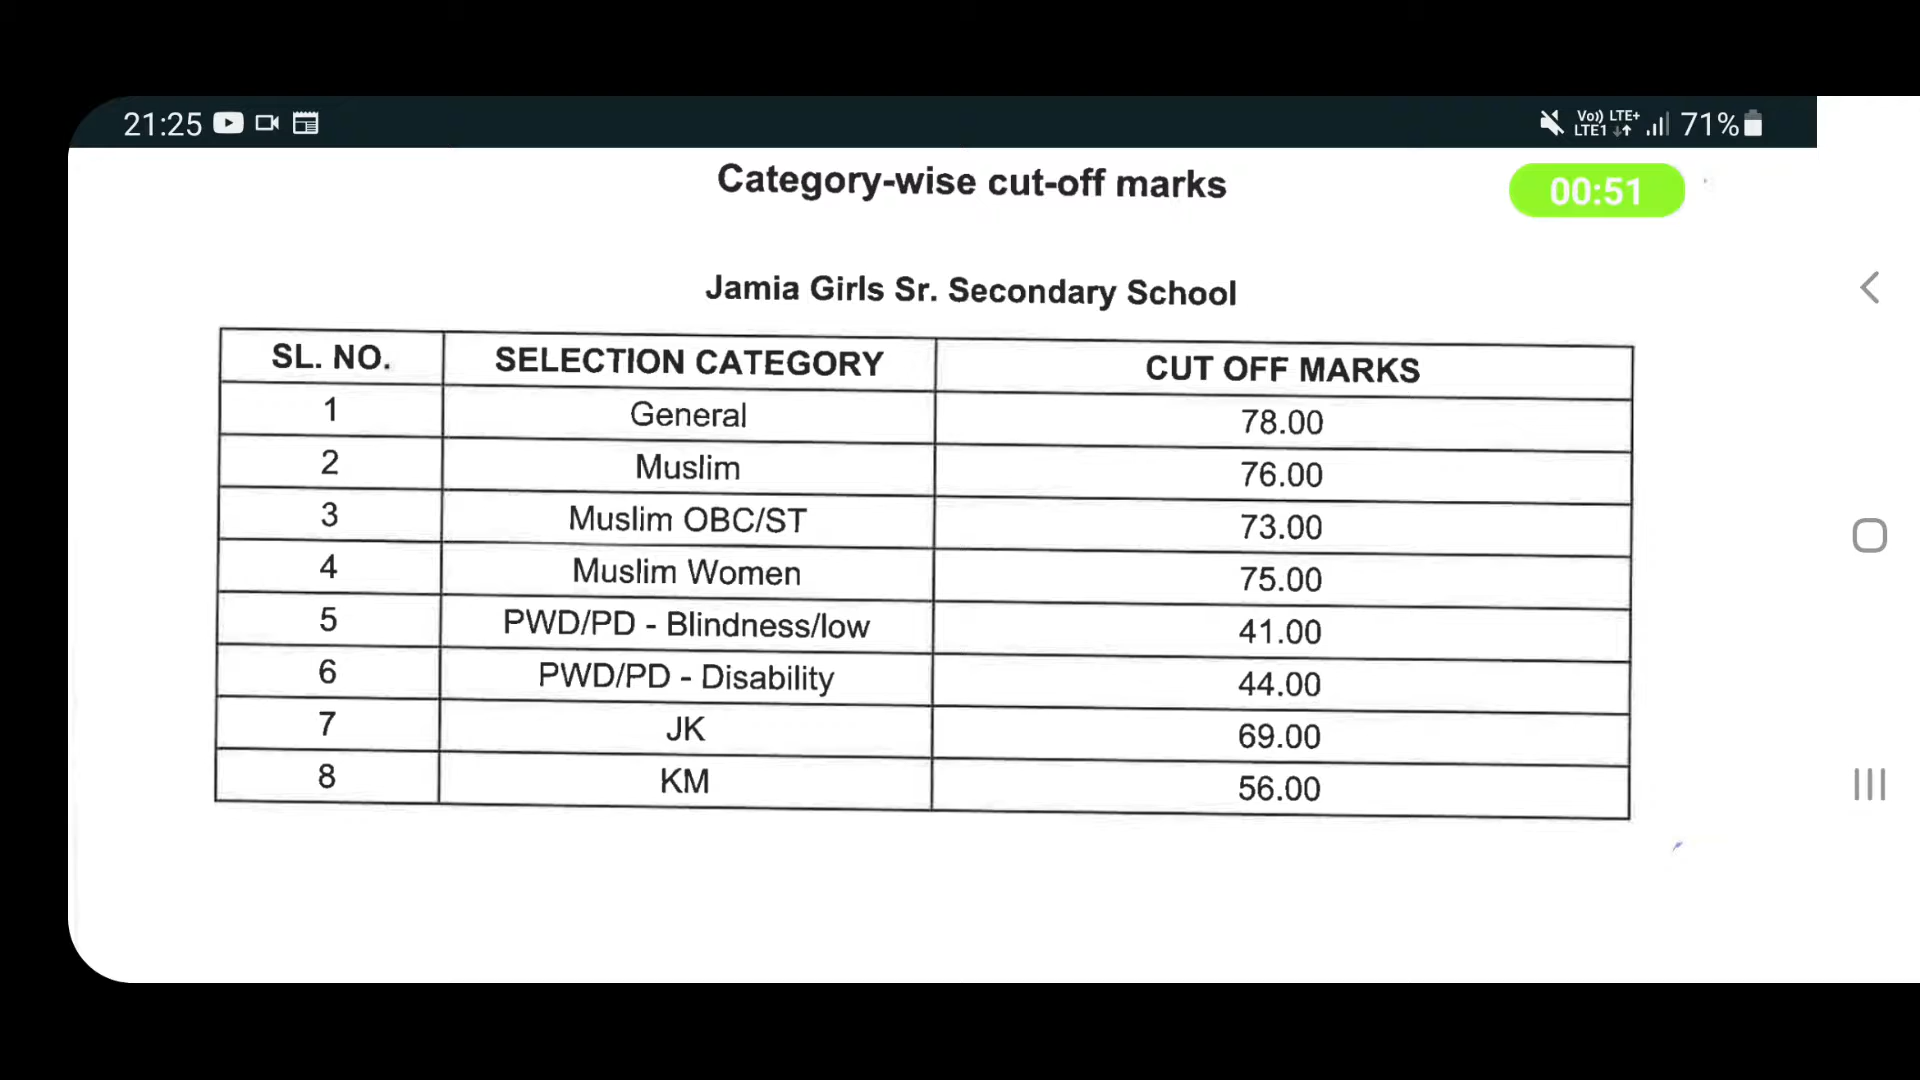 21:25 Vo) LTE+ LTE1 71%
Category-wise cut-off marks
00:51
Jamia Girls Sr. Secondary School
SL. NO. SELECTION CATEGORY CUT OFF MARKS
1 General 78.00
2 Muslim 76.00
3 Muslim OBC/ST 73.00
4 Muslim Women 75.00
5 PWD/PD - Blindness/low 41.00
6 PWD/PD - Disability 44.00
7 JK 69.00
8 KM 56.00